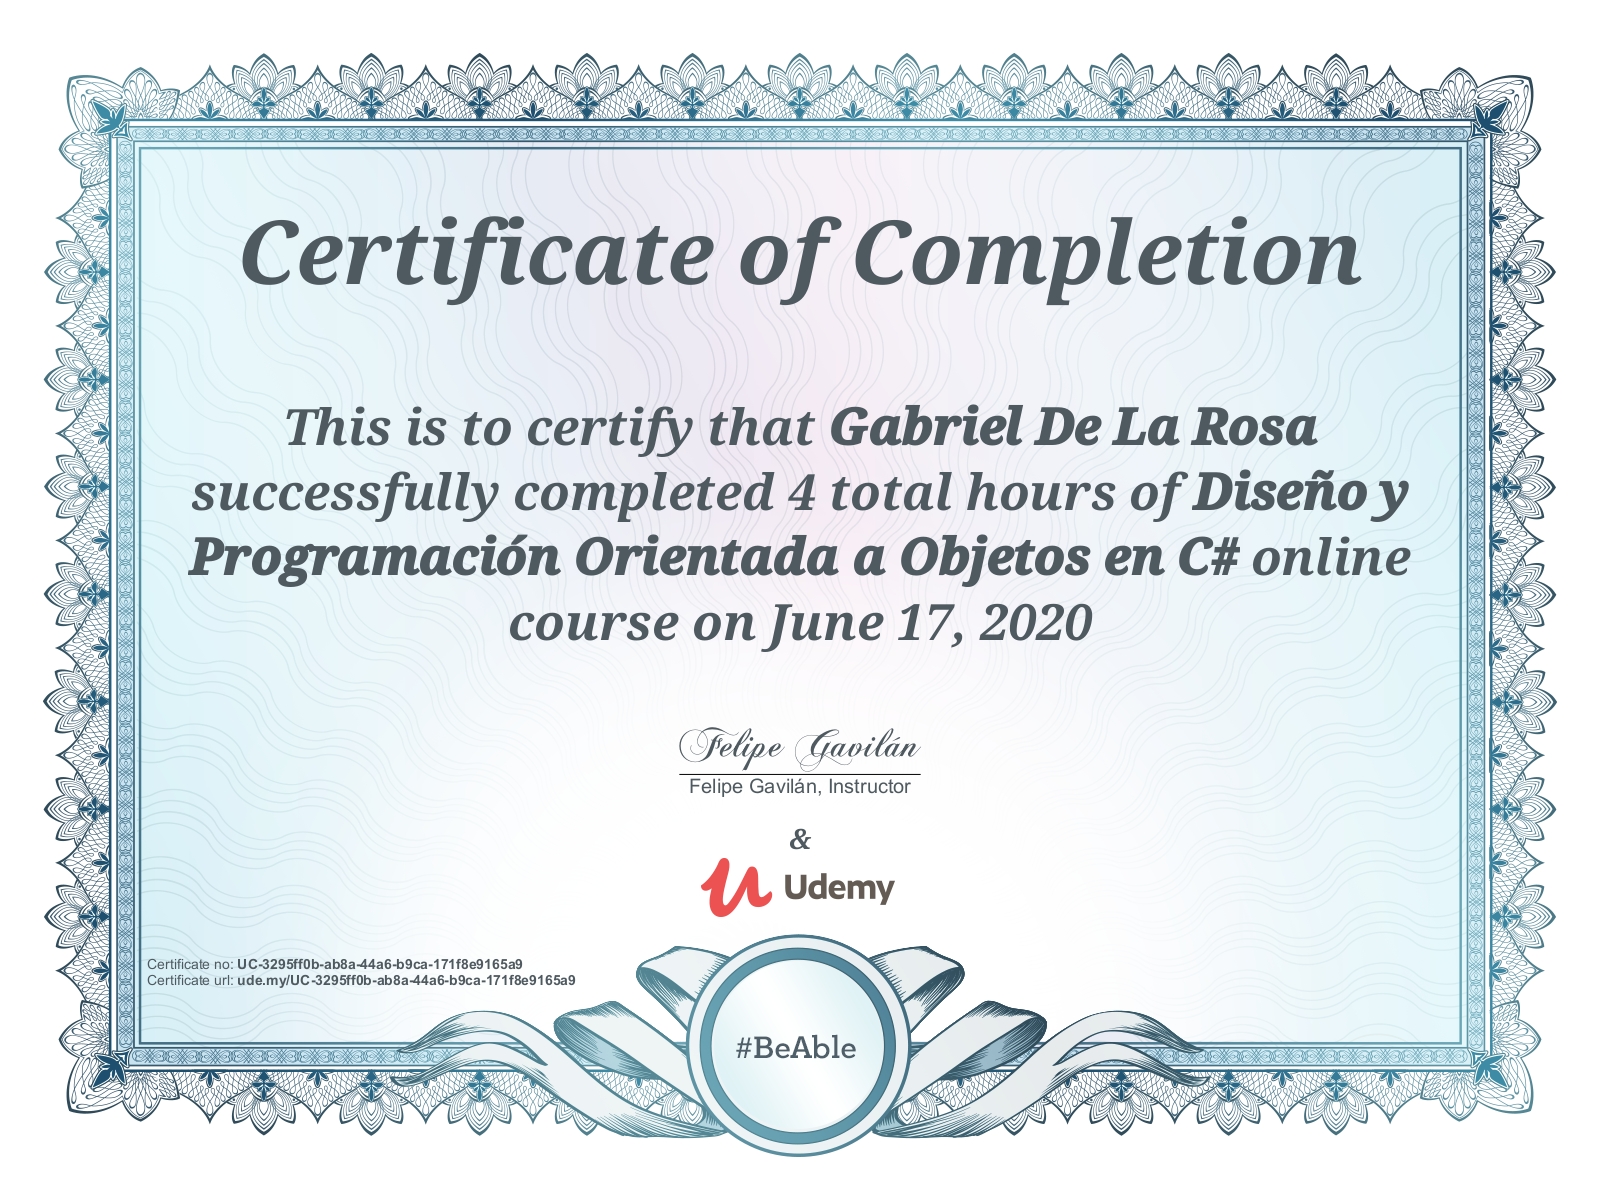 Certificate of Completion
This is to certify that Gabriel De La Rosa
successfully completed 4 total hours of Diseño y
Programación Orientada a Objetos en C# online
course on June 17, 2020
Felipe Gavilán
Felipe Gavilán, Instructor
&
Udemy
Certificate no: UC-3295ff0b-ab8a-44a6-b9ca-171f8e9165a9
Certificate url: ude.my/UC-3295ff0b-ab8a-44a6-b9ca-171f8e9165a9
#BeAble